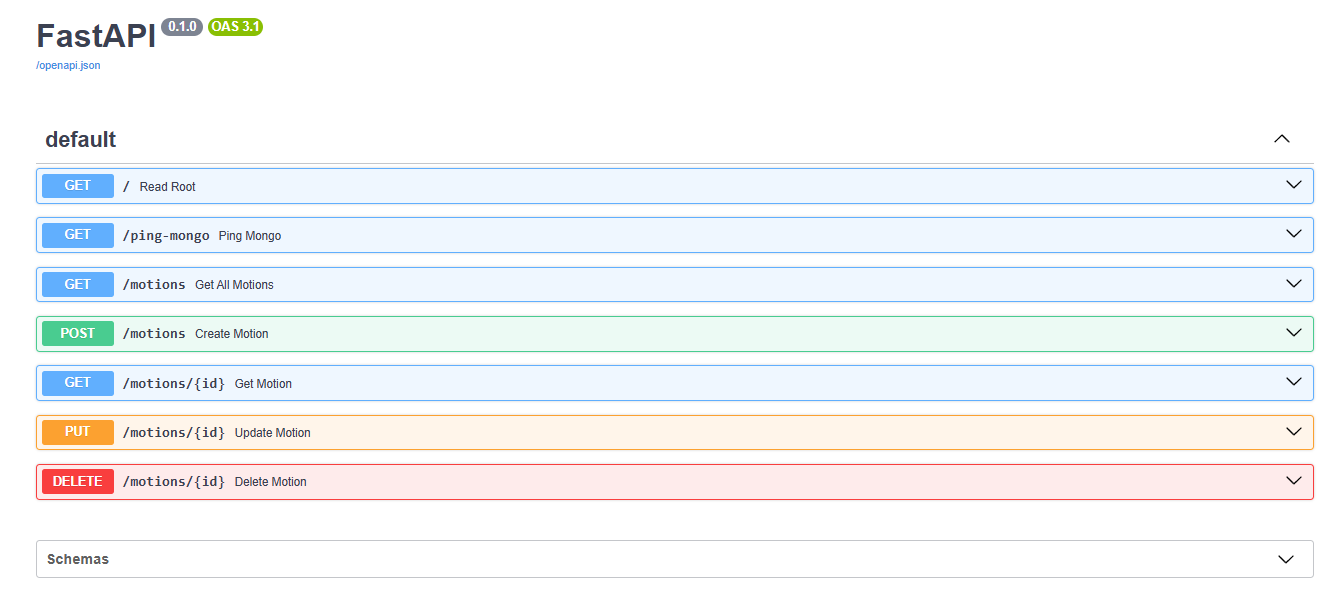 FastAPI 0.1.0 OAS 3.1
/openapi.json
default
GET / Read Root
GET /ping-mongo Ping Mongo
GET /motions Get All Motions
POST /motions Create Motion
GET /motions/{id} Get Motion
PUT /motions/{id} Update Motion
DELETE /motions/{id} Delete Motion
Schemas